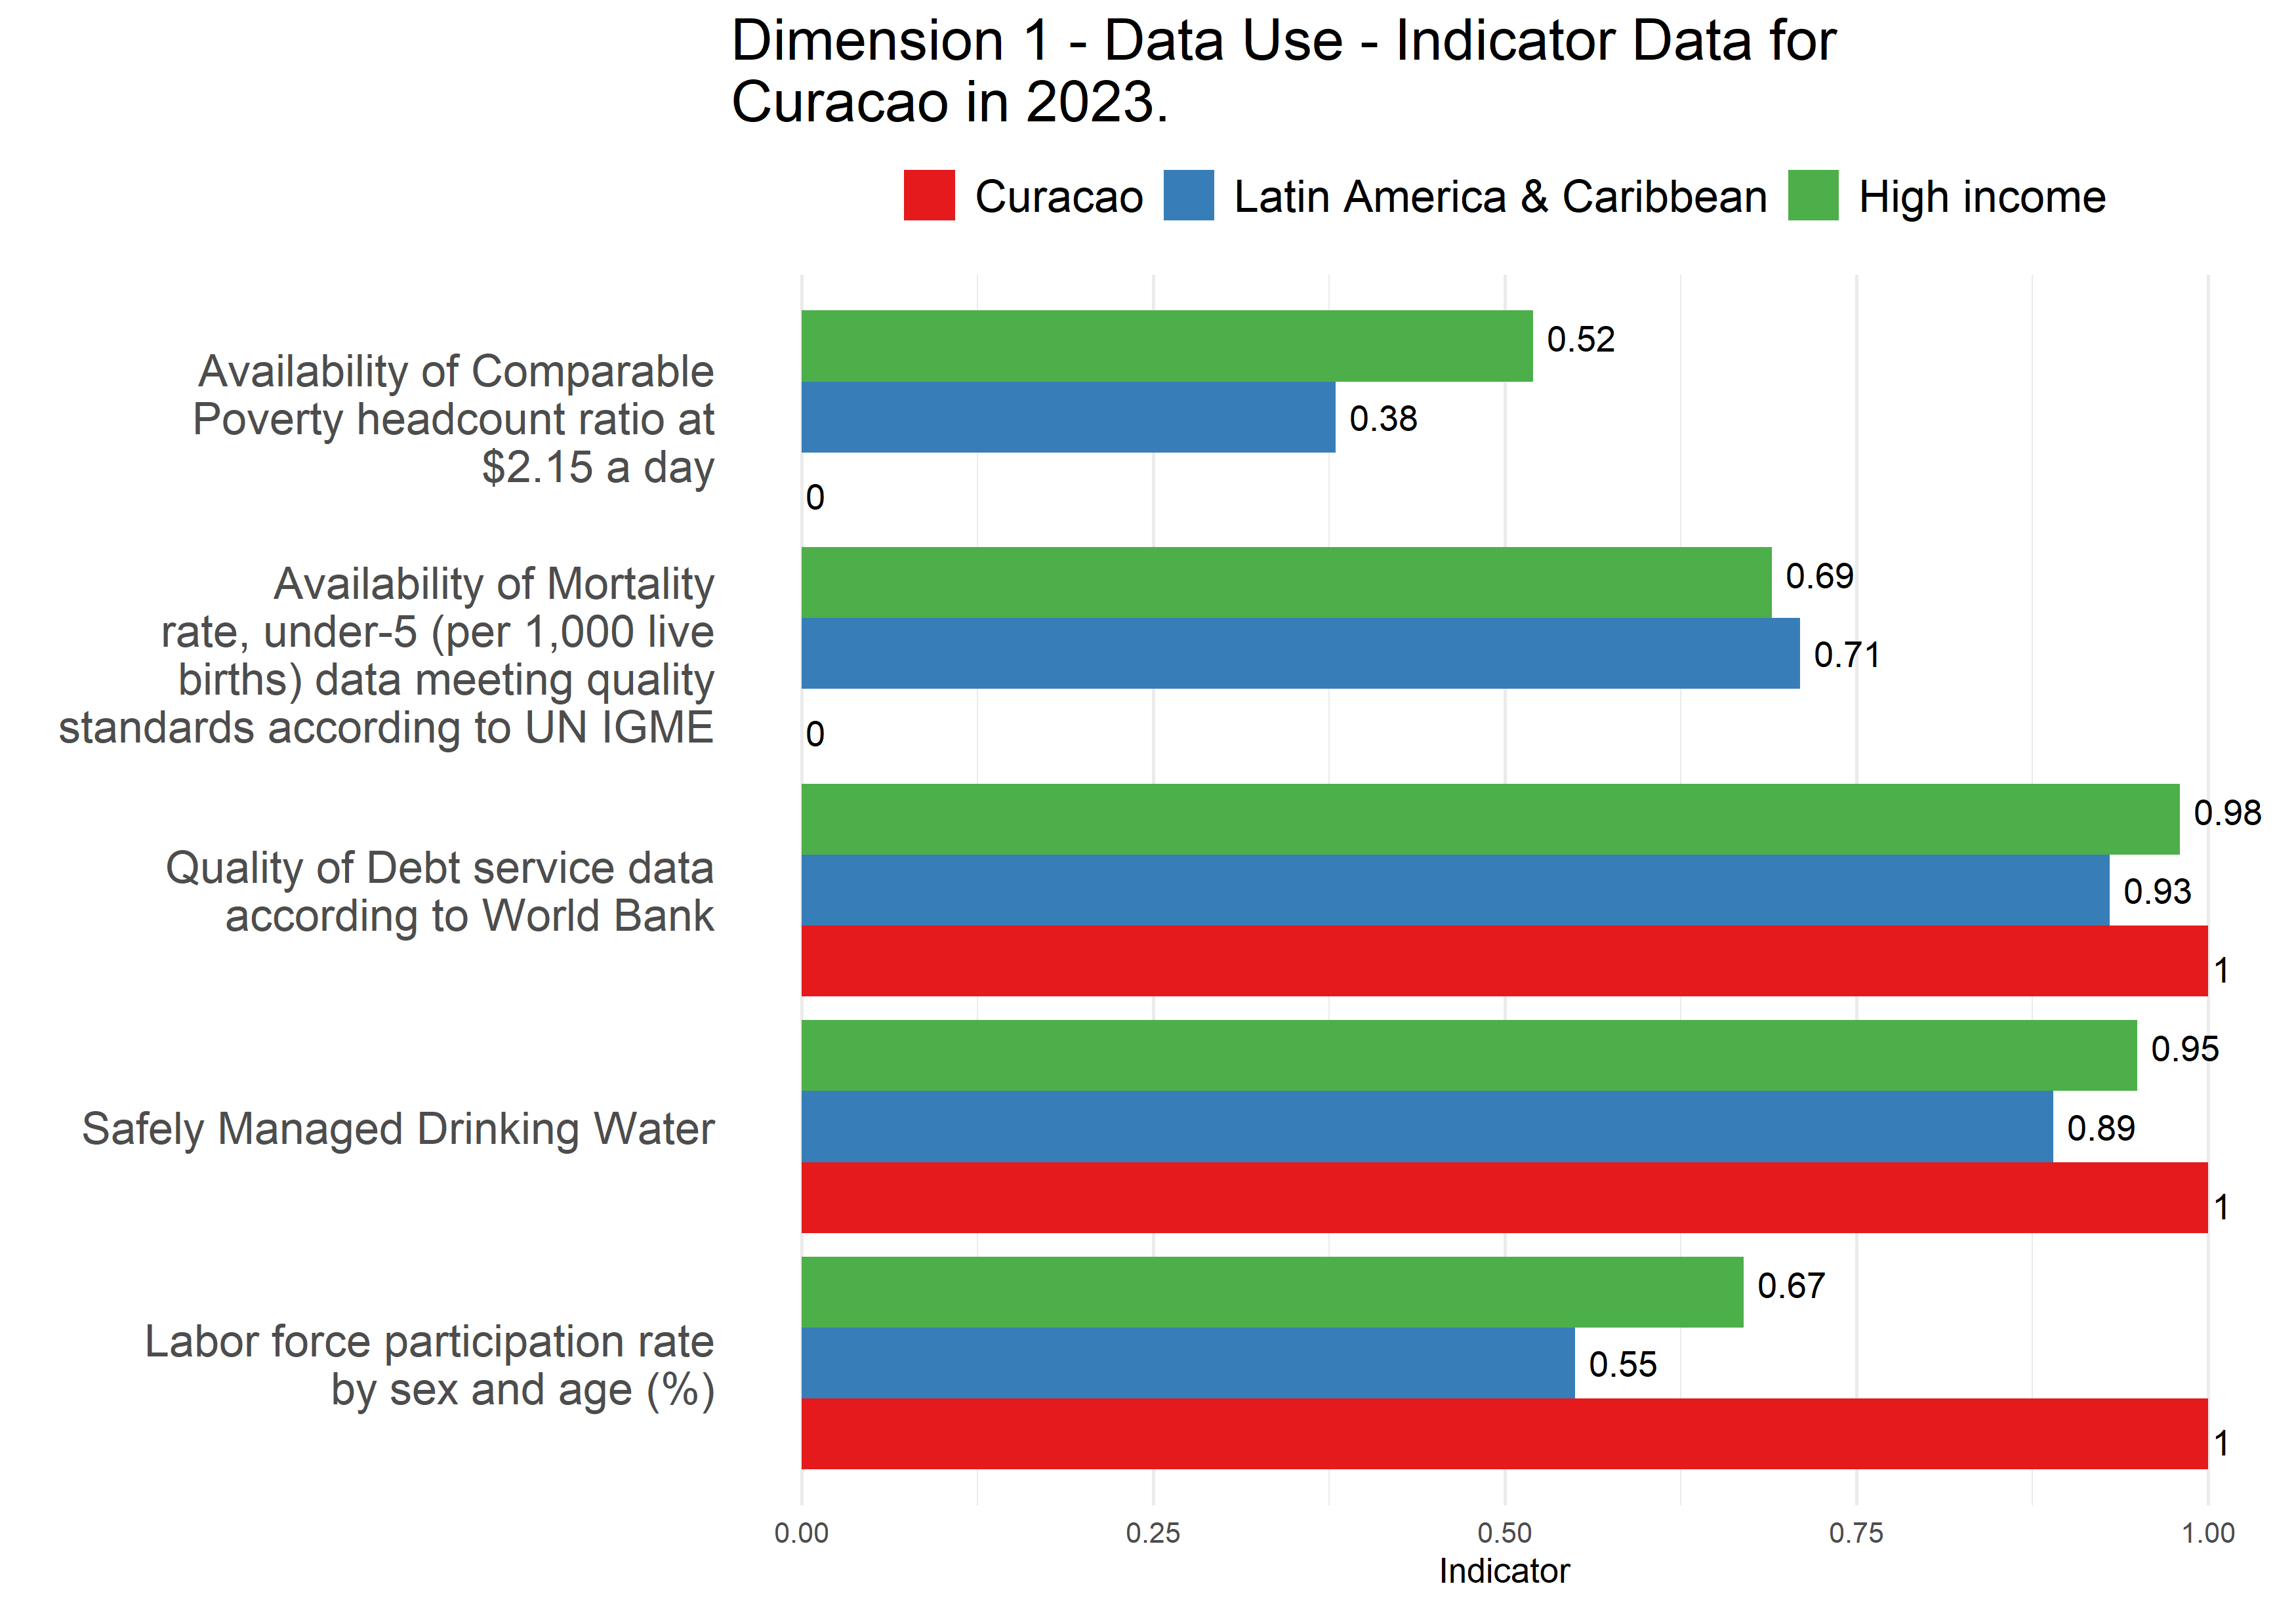 Dimension 1 - Data Use - Indicator Data for
Curacao in 2023.
Curacao
Latin America & Caribbean
High income
Availability of Comparable
Poverty headcount ratio at
$2.15 a day
0.52
0.38
0
Availability of Mortality
rate, under-5 (per 1,000 live
births) data meeting quality
standards according to UN IGME
0.69
0.71
0
Quality of Debt service data
according to World Bank
0.98
0.93
1
Safely Managed Drinking Water
0.95
0.89
1
Labor force participation rate
by sex and age (%)
0.67
0.55
1
0.00
0.25
0.50
0.75
1.00
Indicator